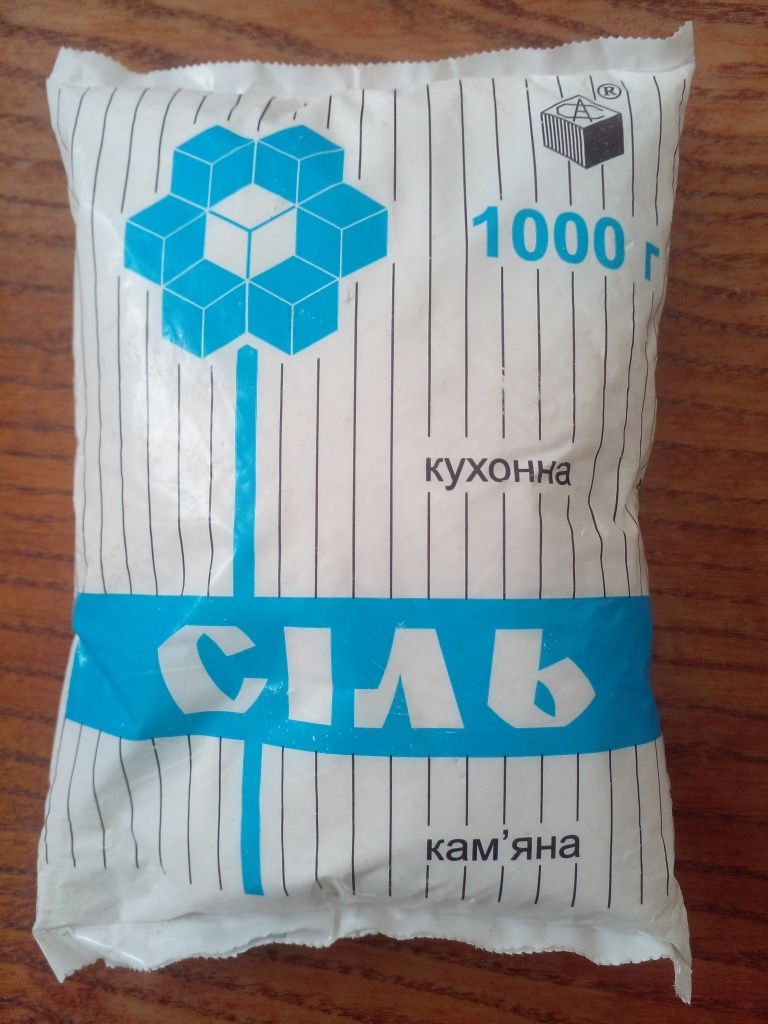 ®
1000 г
кухонна
СІЛЬ
кам’яна